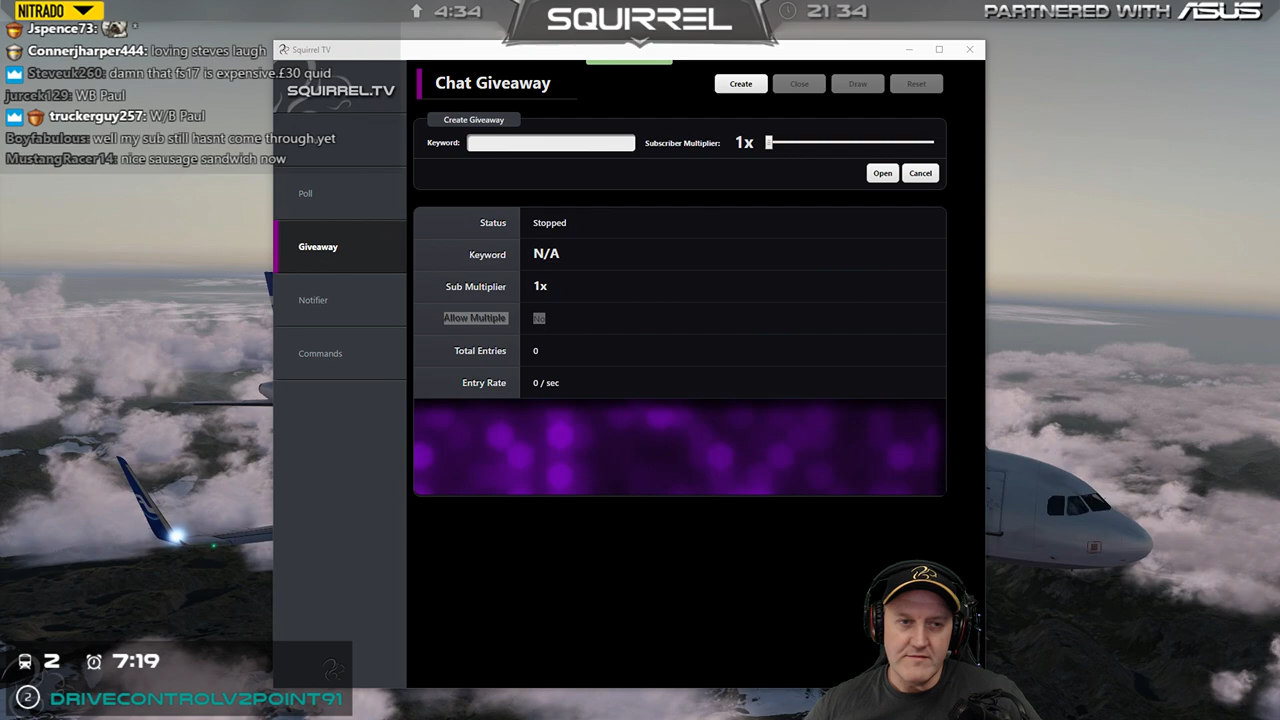 NITRADO
4:34
SQUIRREL
21 34
PARTNERED WITH ASUS
Jspence73:
Connerjharper444: loving steves laugh
Steveuk260: damn that fs17 is expensive.£30 quid
jurcek129: WB Paul
truckerguy257: W/B Paul
Boyfabulous: well my sub still hasnt come through yet
MustangRacer14: nice sausage sandwich now
Squirrel TV
SQUIRREL.TV
Poll
Giveaway
Notifier
Commands
Chat Giveaway
Create
Close
Draw
Reset
Create Giveaway
Keyword:
Subscriber Multiplier:
1x
Open
Cancel
Status
Stopped
Keyword
N/A
Sub Multiplier
1x
Allow Multiple
No
Total Entries
0
Entry Rate
0 / sec
2
7:19
2
DRIVECONTROLV2POINT91